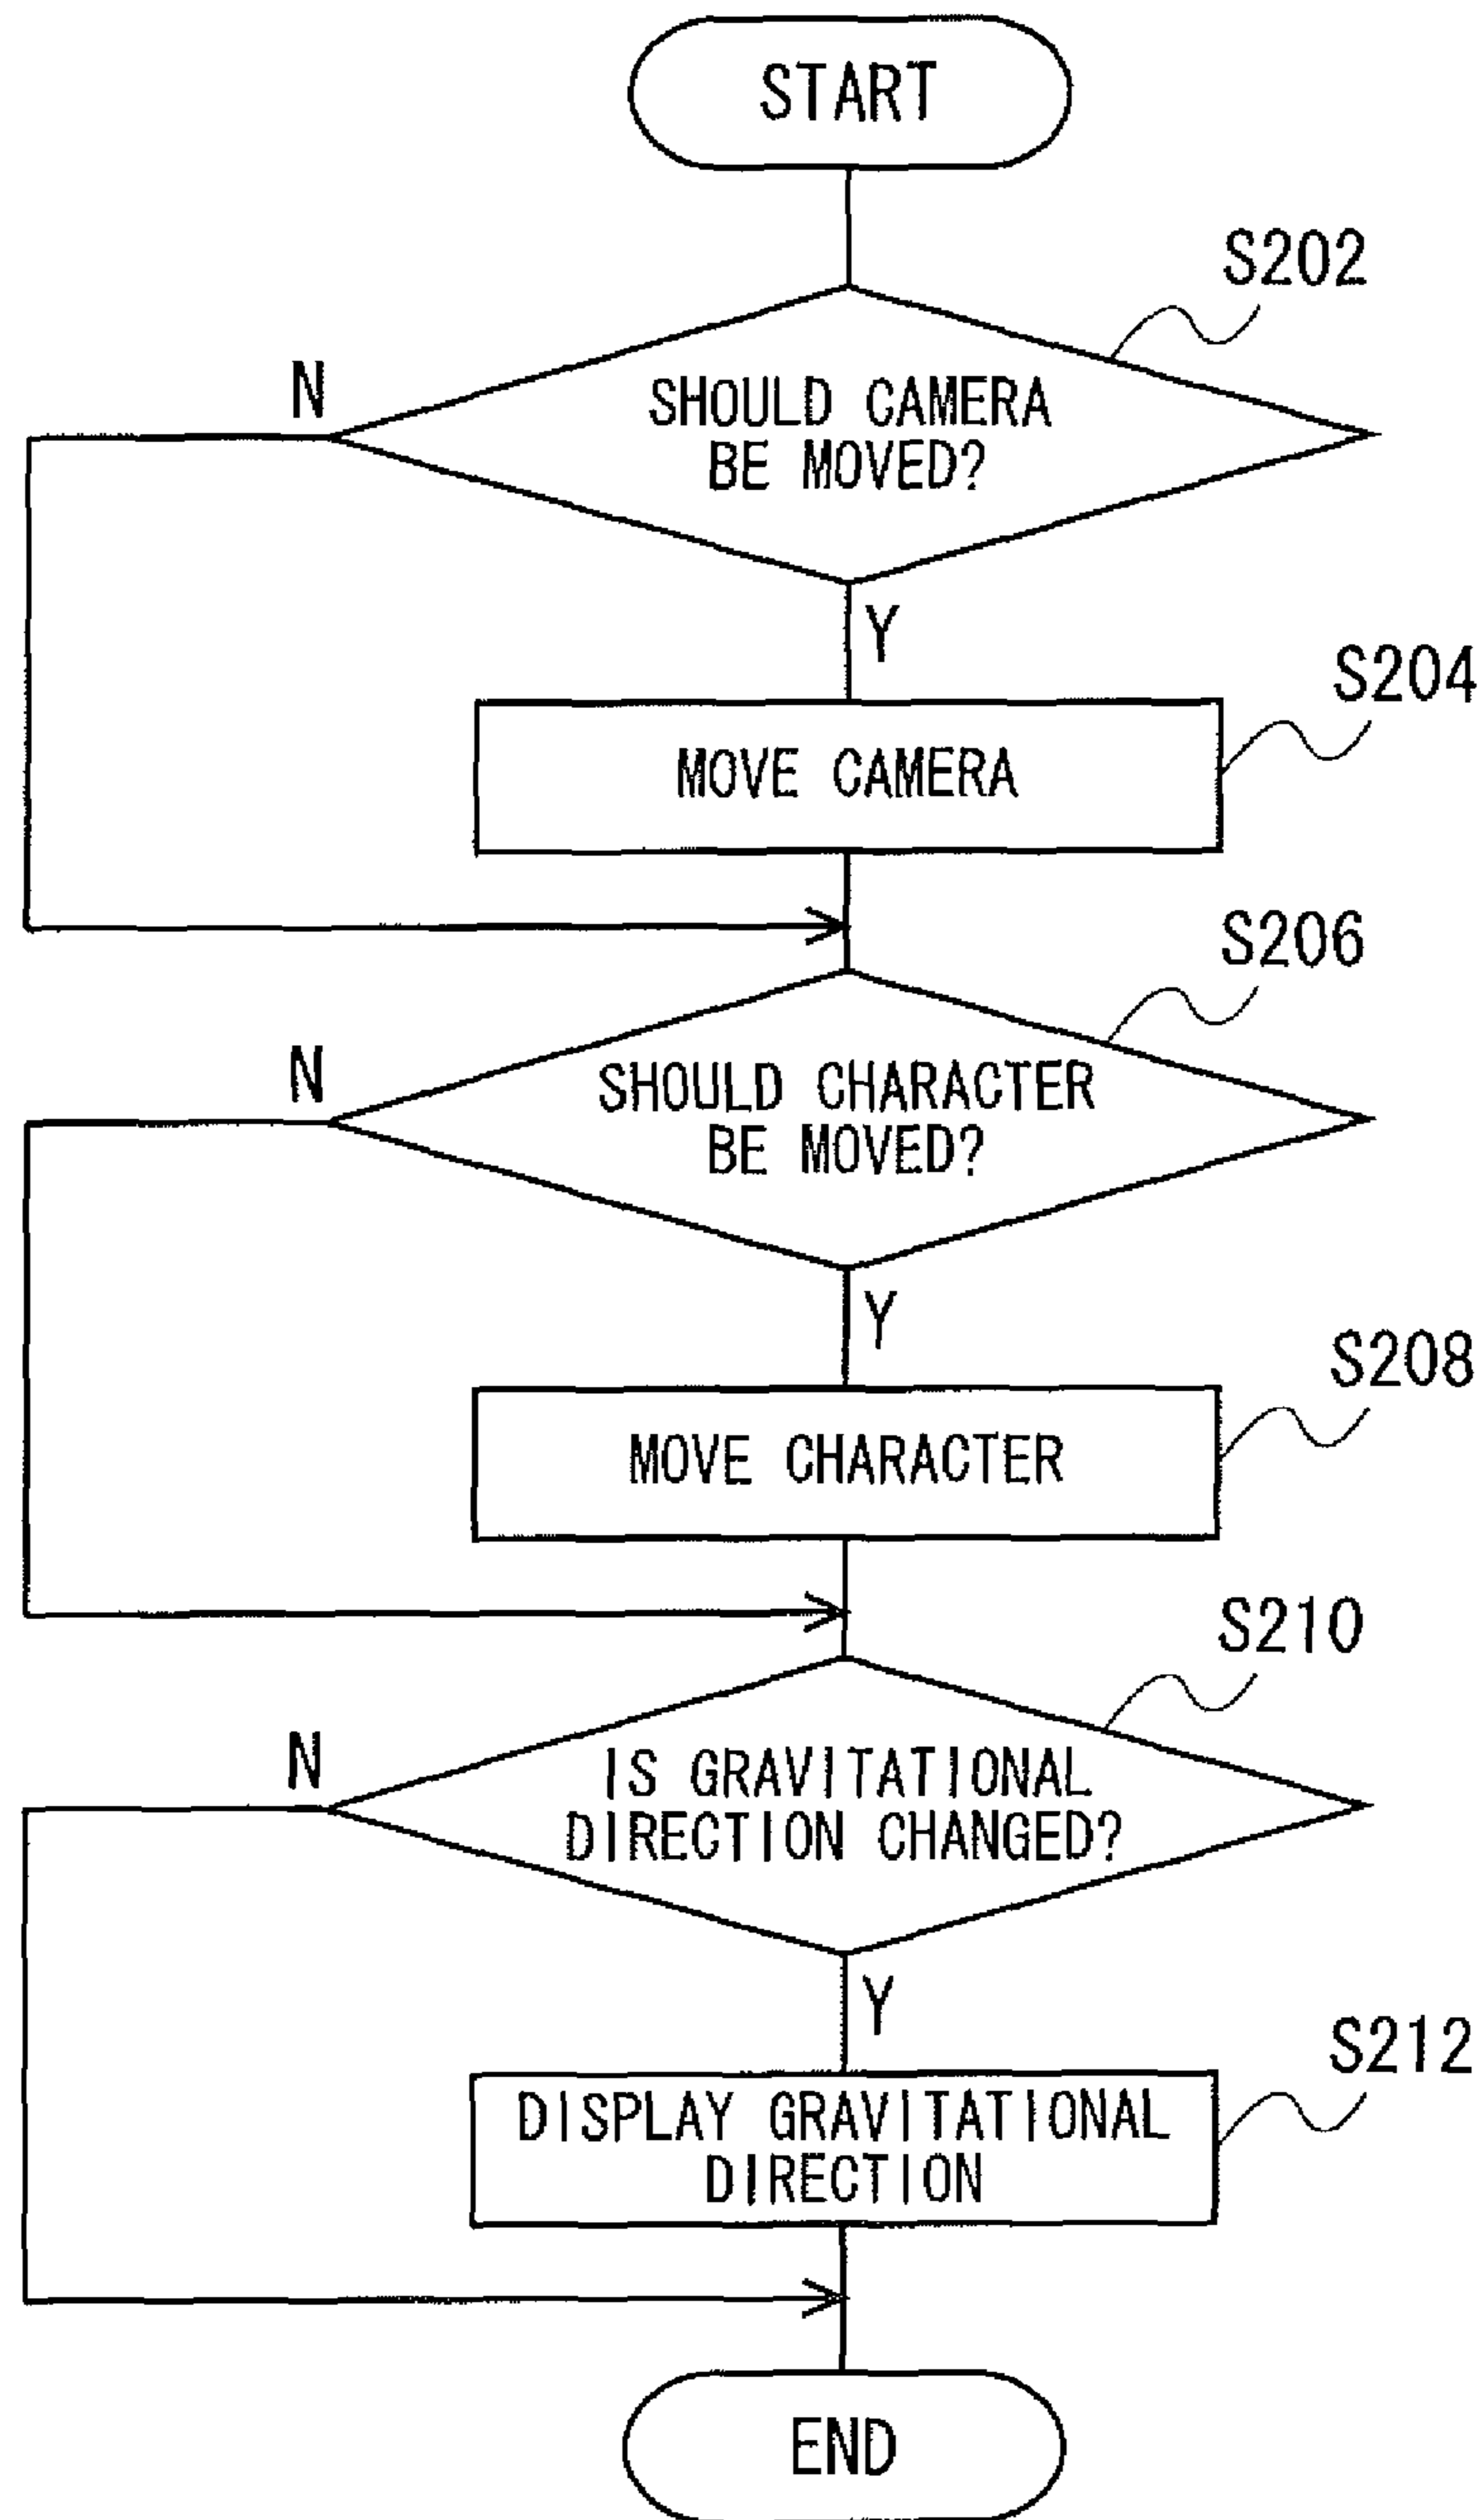 START
S202
N
SHOULD CAMERA
BE MOVED?
Y
S204
MOVE CAMERA
S206
N
SHOULD CHARACTER
BE MOVED?
Y
S208
MOVE CHARACTER
S210
N
IS GRAVITATIONAL
DIRECTION CHANGED?
Y
S212
DISPLAY GRAVITATIONAL
DIRECTION
END